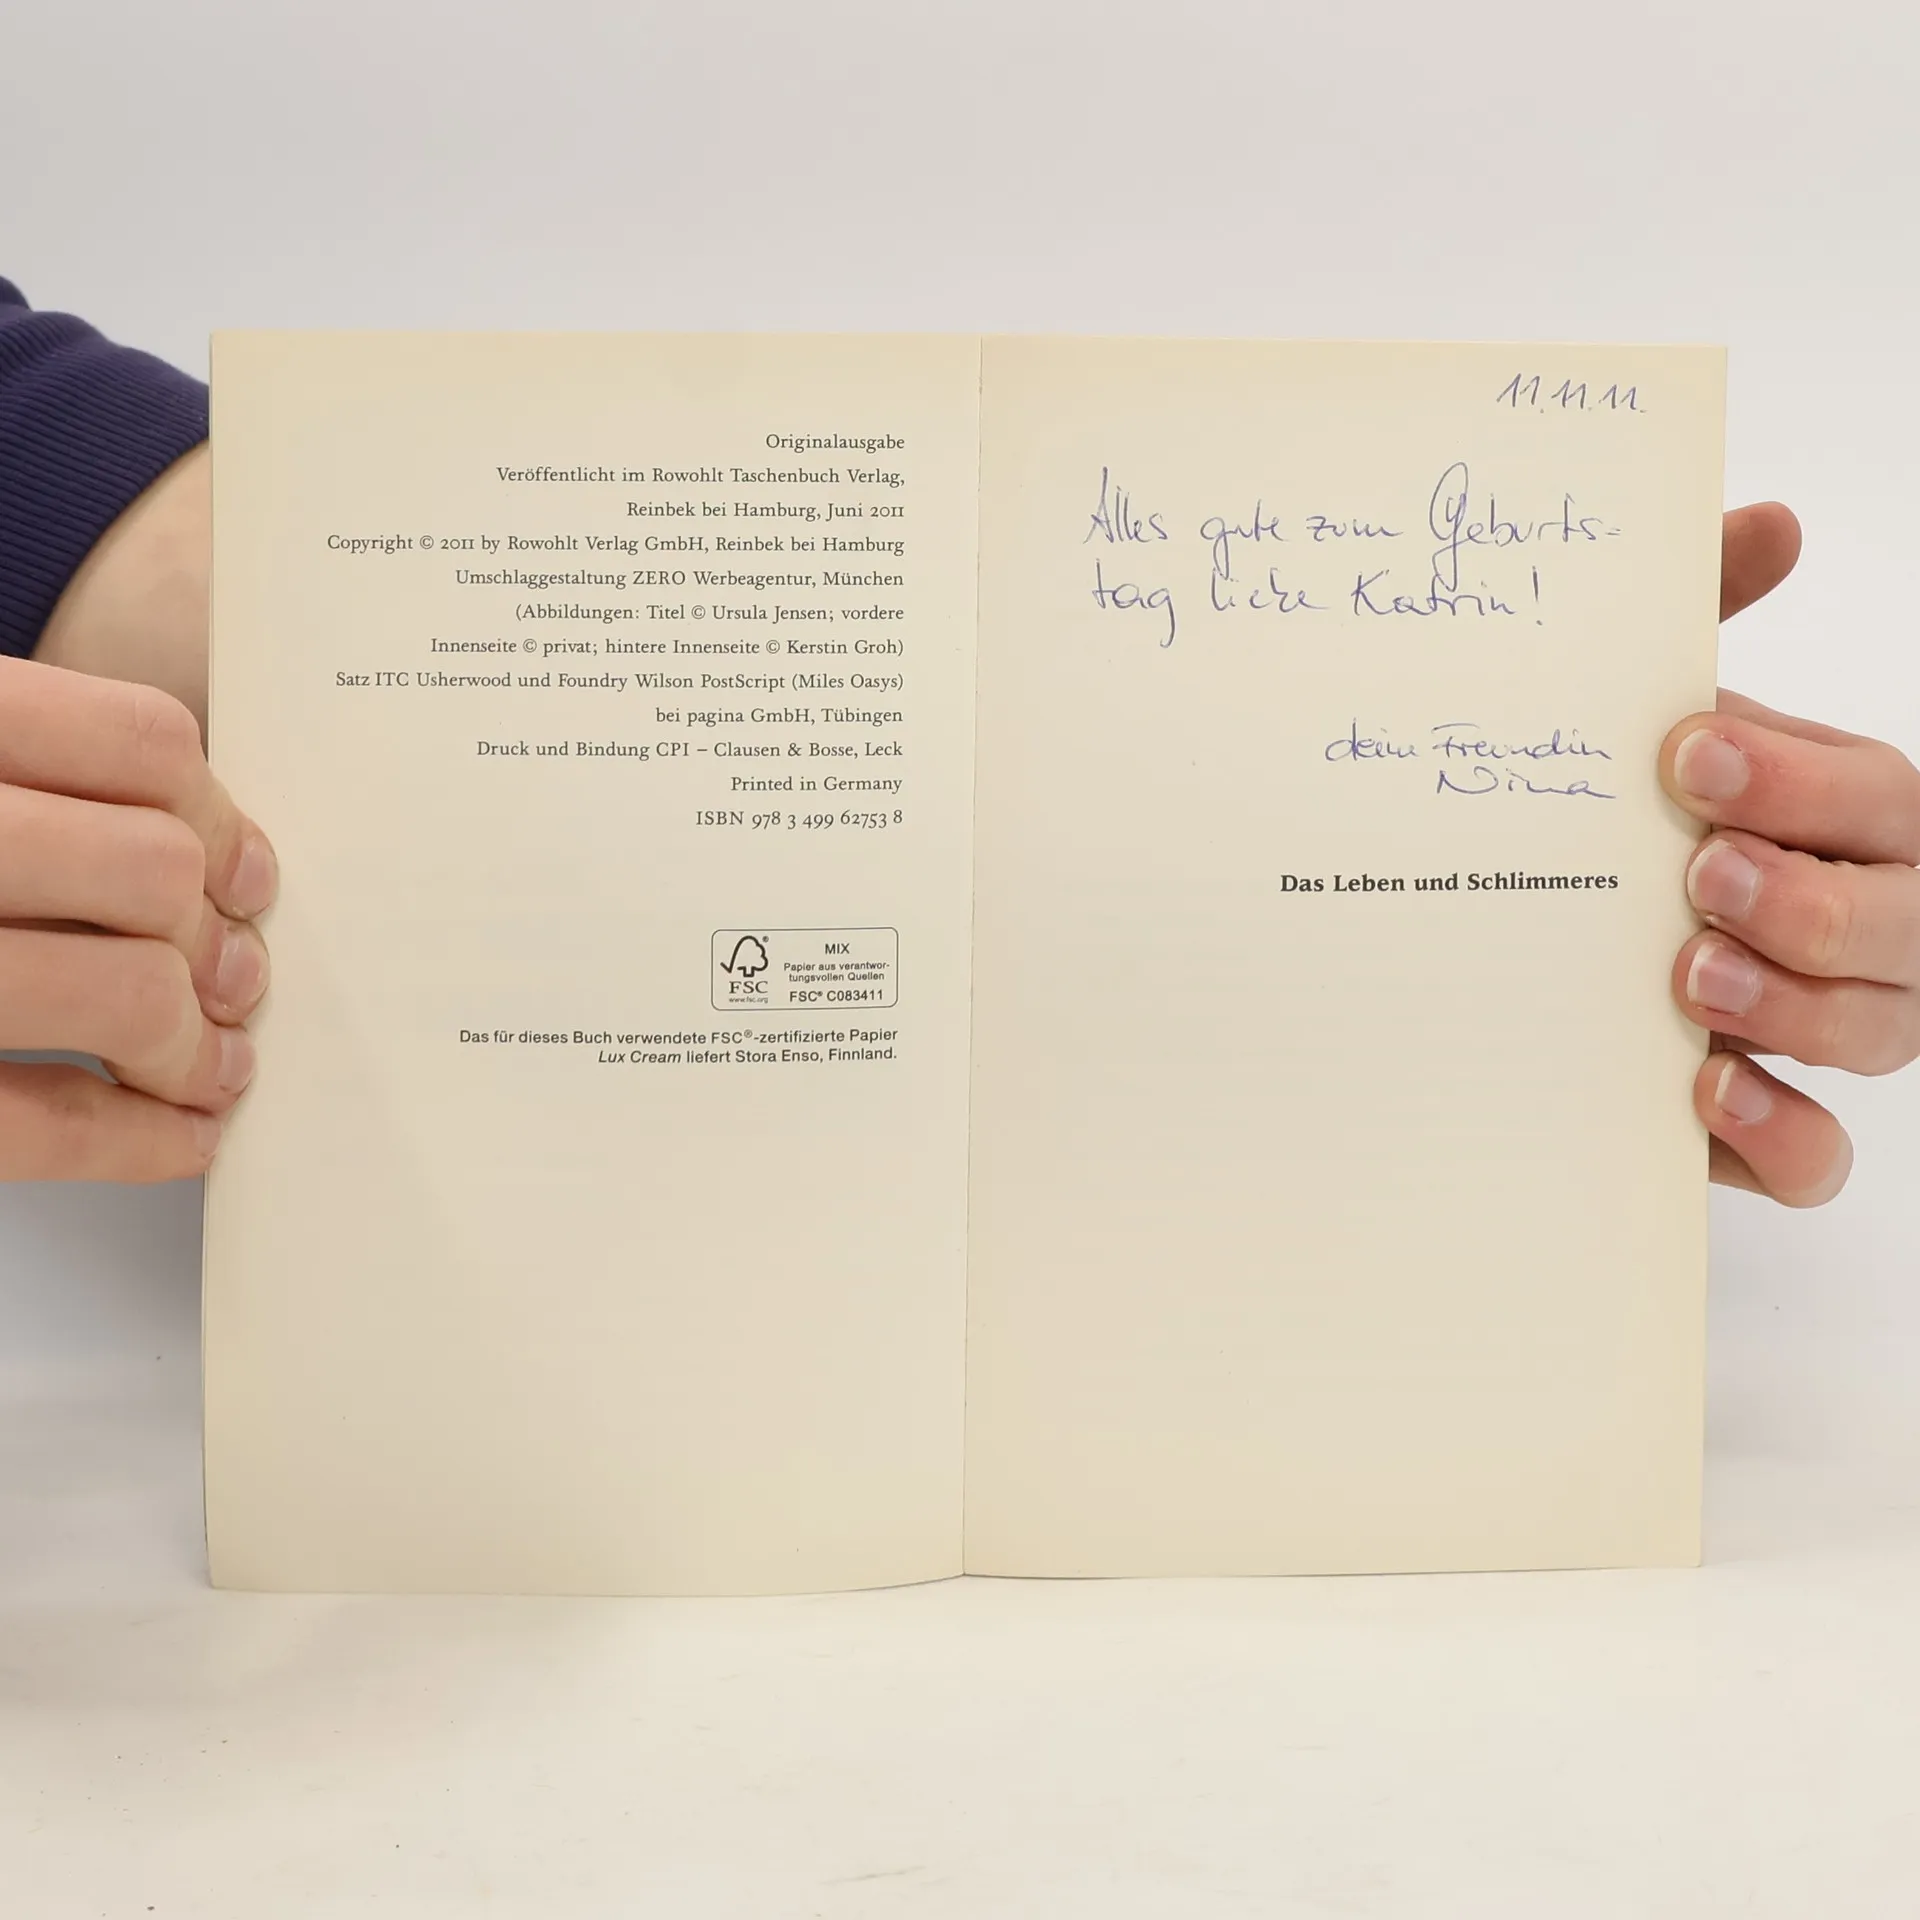 Originalausgabe
Veröffentlicht im Rowohlt Taschenbuch Verlag,
Reinbek bei Hamburg, Juni 2011
Copyright © 2011 by Rowohlt Verlag GmbH, Reinbek bei Hamburg
Umschlaggestaltung ZERO Werbeagentur, München
(Abbildungen: Titel © Ursula Jensen; vordere
Innenseite © privat; hintere Innenseite © Kerstin Groh)
Satz ITC Usherwood und Foundry Wilson PostScript (Miles Oasys)
bei pagina GmbH, Tübingen
Druck und Bindung CPI – Clausen & Bosse, Leck
Printed in Germany
ISBN 978 3 499 62753 8
FSC
www.fsc.org
MIX
Papier aus verantwor-
tungsvollen Quellen
FSC® C083411
Das für dieses Buch verwendete FSC®-zertifizierte Papier
Lux Cream liefert Stora Enso, Finnland.
11.11.11.
Alles gute zum Geburts=
tag liebe Katrin!
deine Freundin
Nina
Das Leben und Schlimmeres